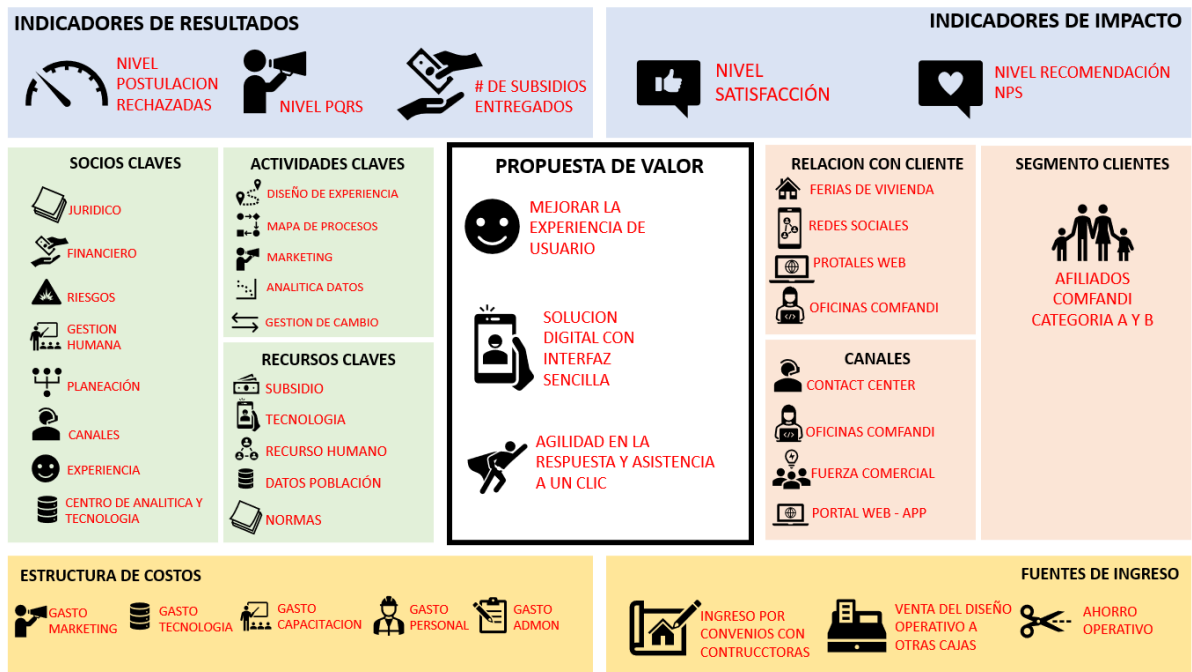 INDICADORES DE RESULTADOS
NIVEL
POSTULACION
RECHAZADAS
NIVEL PQRS
# DE SUBSIDIOS
ENTREGADOS
INDICADORES DE IMPACTO
NIVEL
SATISFACCIÓN
NIVEL RECOMENDACIÓN
NPS
SOCIOS CLAVES
JURIDICO
FINANCIERO
RIESGOS
GESTION
HUMANA
PLANEACIÓN
CANALES
EXPERIENCIA
CENTRO DE ANALITICA Y
TECNOLOGIA
ACTIVIDADES CLAVES
DISEÑO DE EXPERIENCIA
MAPA DE PROCESOS
MARKETING
ANALITICA DATOS
GESTION DE CAMBIO
RECURSOS CLAVES
SUBSIDIO
TECNOLOGIA
RECURSO HUMANO
DATOS POBLACIÓN
NORMAS
PROPUESTA DE VALOR
MEJORAR LA
EXPERIENCIA DE
USUARIO
SOLUCION
DIGITAL CON
INTERFAZ
SENCILLA
AGILIDAD EN LA
RESPUESTA Y ASISTENCIA
A UN CLIC
RELACION CON CLIENTE
FERIAS DE VIVIENDA
REDES SOCIALES
PROTALES WEB
OFICINAS COMFANDI
CANALES
CONTACT CENTER
OFICINAS COMFANDI
FUERZA COMERCIAL
PORTAL WEB - APP
SEGMENTO CLIENTES
AFILIADOS
COMFANDI
CATEGORIA A Y B
ESTRUCTURA DE COSTOS
GASTO
MARKETING
GASTO
TECNOLOGIA
GASTO
CAPACITACION
GASTO
PERSONAL
GASTO
ADMON
FUENTES DE INGRESO
INGRESO POR
CONVENIOS CON
CONTRUCCTORAS
VENTA DEL DISEÑO
OPERATIVO A
OTRAS CAJAS
AHORRO
OPERATIVO